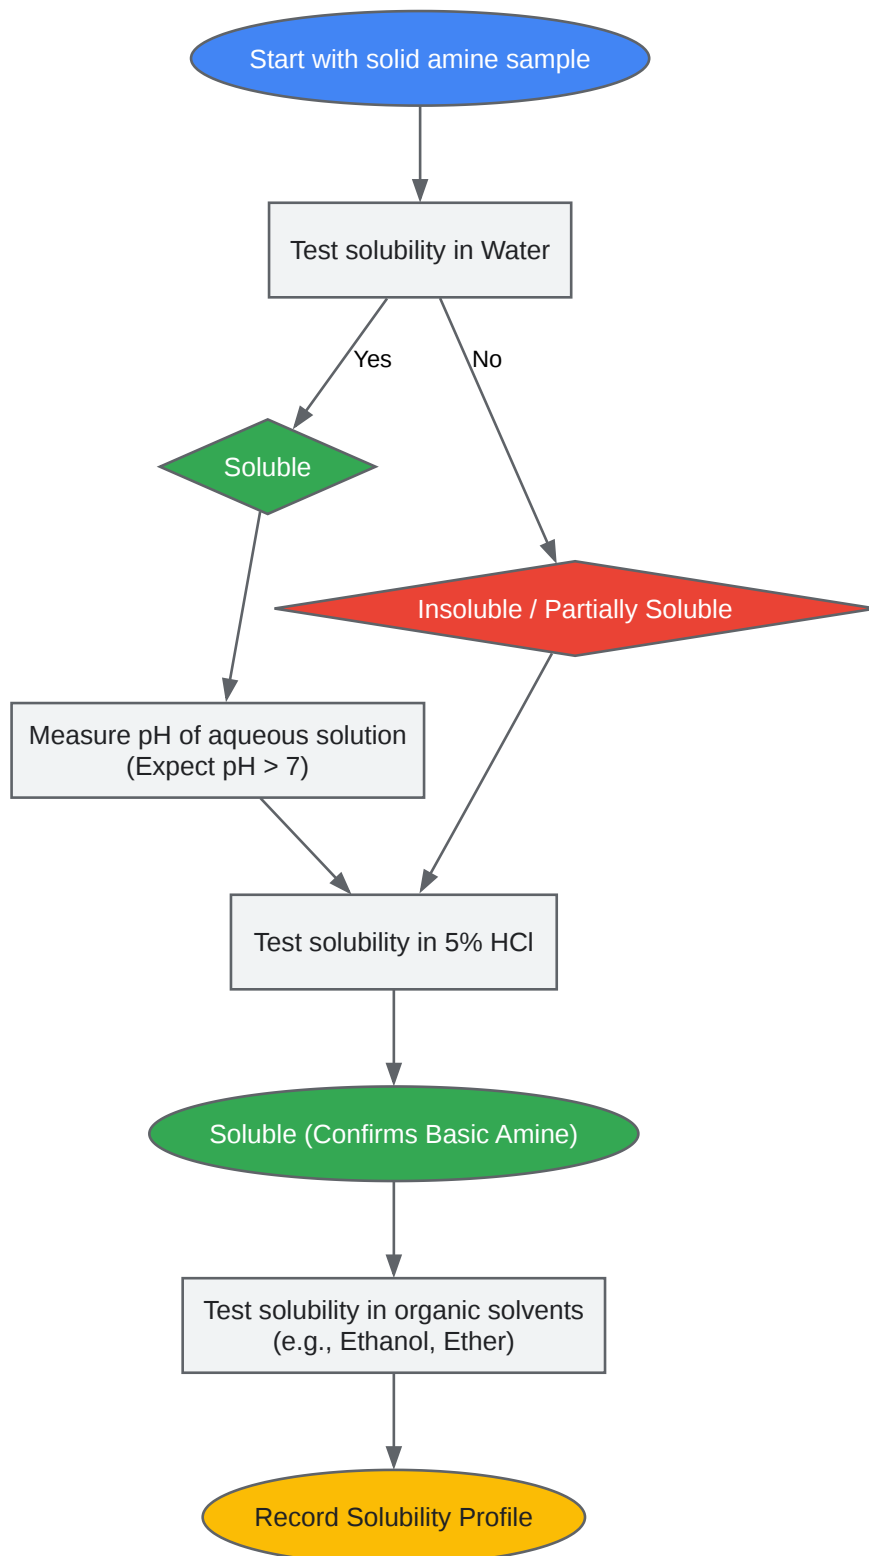 Start with solid amine sample
Test solubility in Water
Yes
No
Soluble
Insoluble / Partially Soluble
Measure pH of aqueous solution
(Expect pH > 7)
Test solubility in 5% HCl
Soluble (Confirms Basic Amine)
Test solubility in organic solvents
(e.g., Ethanol, Ether)
Record Solubility Profile